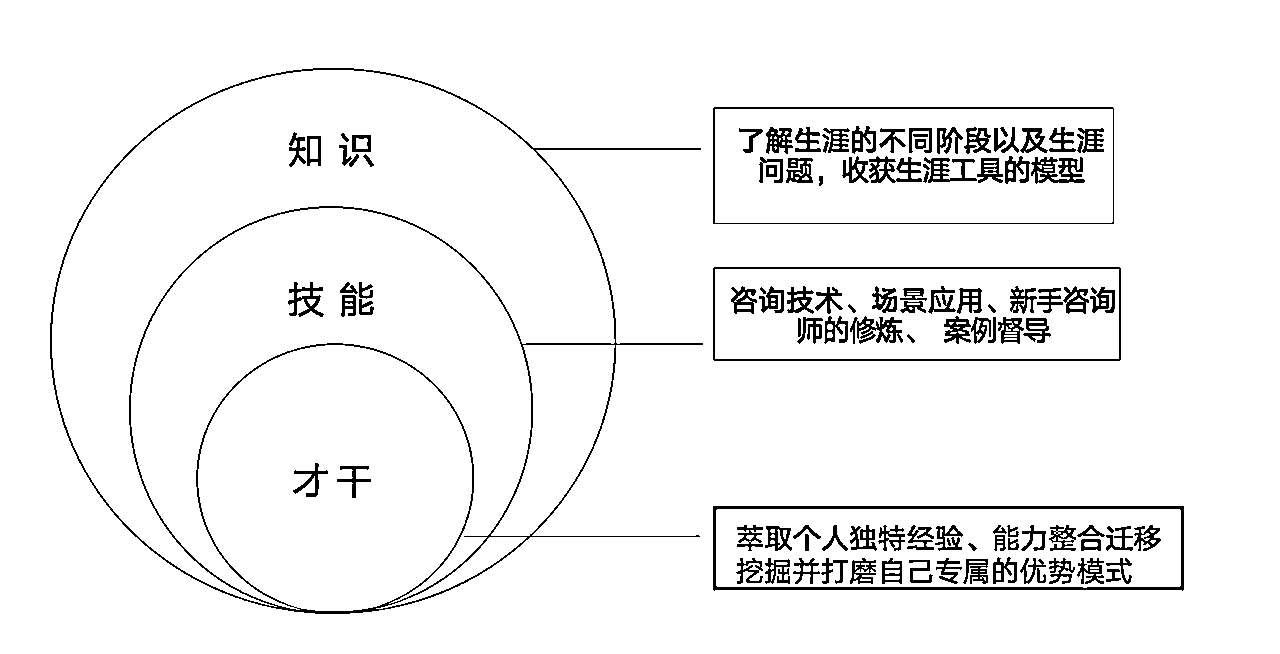 知识
了解生涯的不同阶段以及生涯
问题，收获生涯工具的模型
技能
咨询技术、场景应用、新手咨询
师的修炼、 案例督导
才干
萃取个人独特经验、能力整合迁移
挖掘并打磨自己专属的优势模式